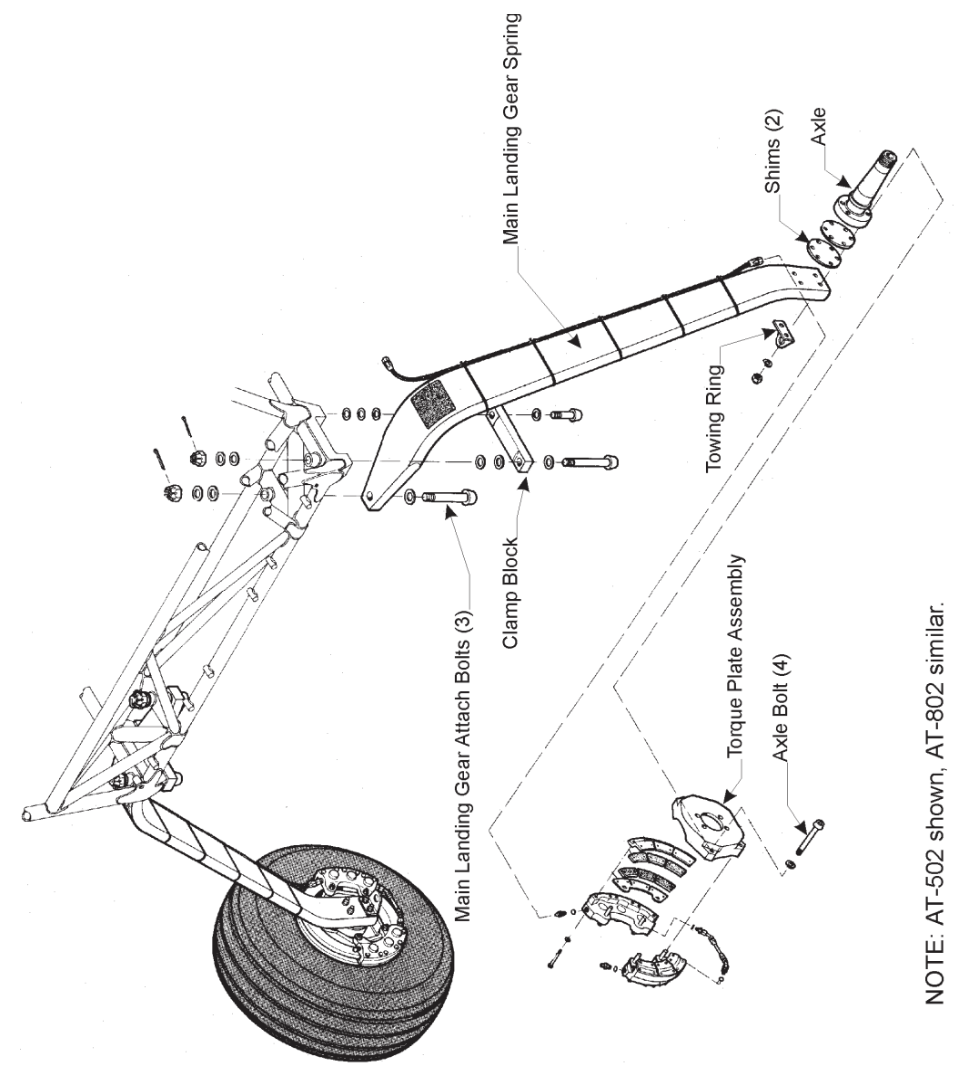 Main Landing Gear Spring
Shims (2)
Axle
Towing Ring
Clamp Block
Main Landing Gear Attach Bolts (3)
Torque Plate Assembly
Axle Bolt (4)
NOTE: AT-502 shown, AT-802 similar.